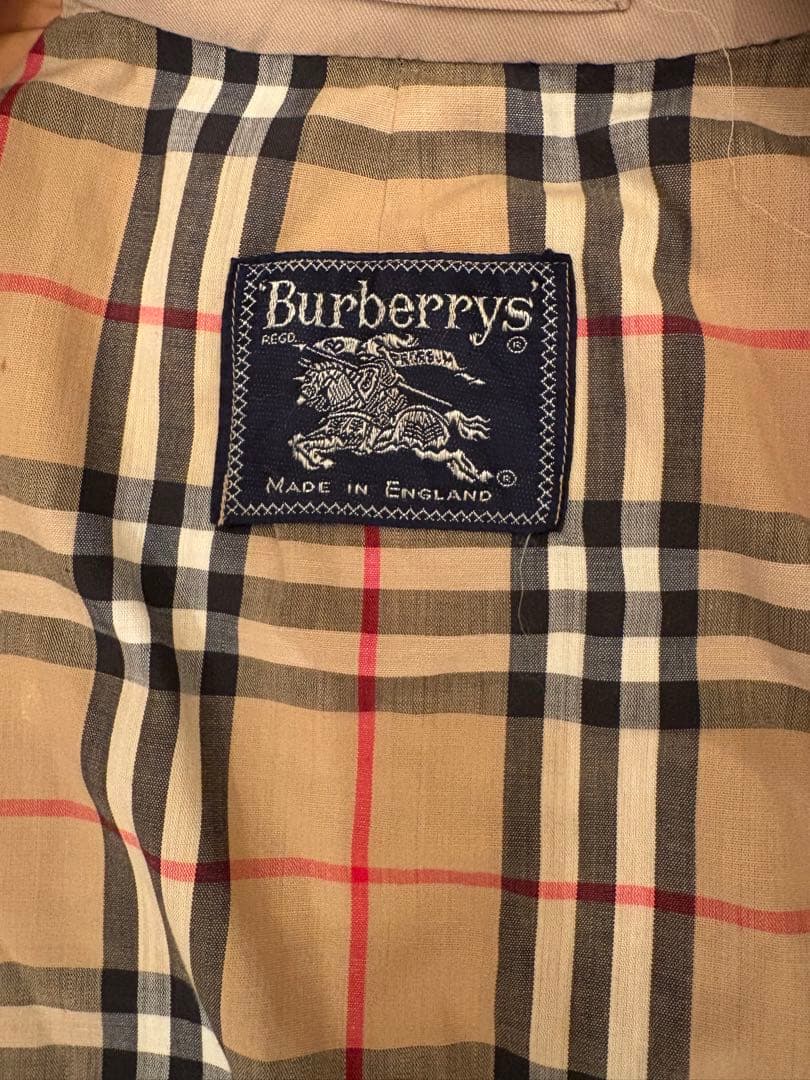 'Burberrys'
REGD. ®
PRORSUM
MADE IN ENGLAND ®